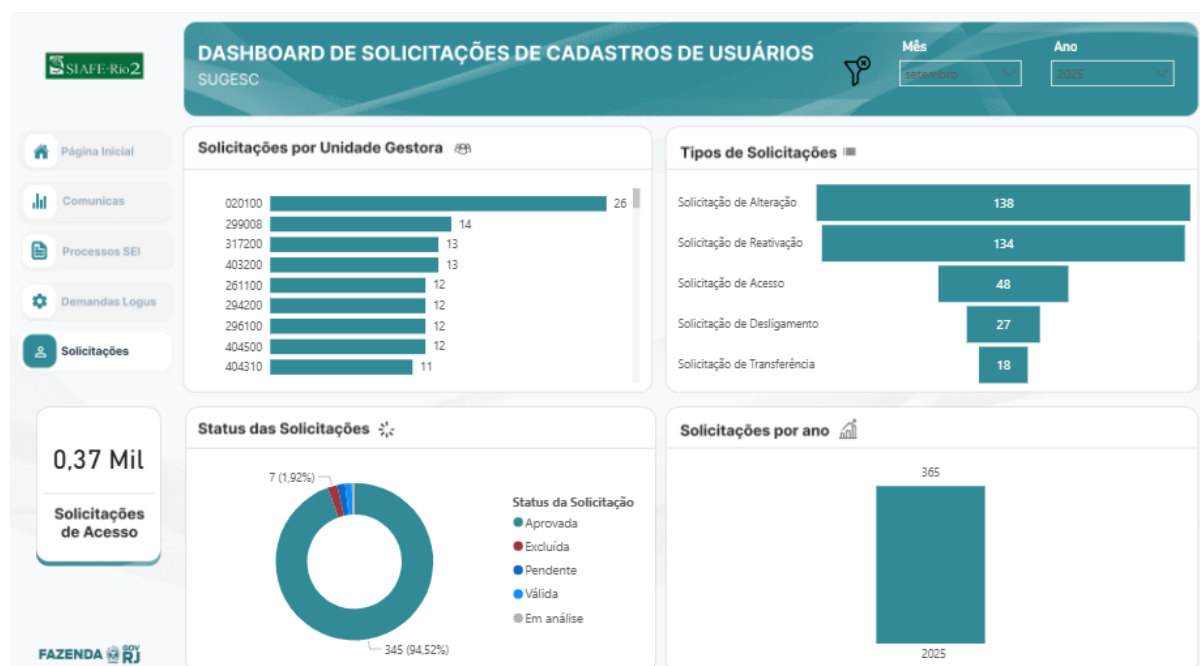 SIAFE-Rio2
DASHBOARD DE SOLICITAÇÕES DE CADASTROS DE USUÁRIOS
SUGESC
Mês
setembro
Ano
2025
Página Inicial
Comunicas
Processos SEI
Demandas Logus
Solicitações
0,37 Mil
Solicitações
de Acesso
FAZENDA GOV RJ
Solicitações por Unidade Gestora
020100 26
299008 14
317200 13
403200 13
261100 12
294200 12
296100 12
404500 12
404310 11
Tipos de Solicitações
Solicitação de Alteração 138
Solicitação de Reativação 134
Solicitação de Acesso 48
Solicitação de Desligamento 27
Solicitação de Transferência 18
Status das Solicitações
7 (1,92%)
345 (94,52%)
Status da Solicitação
Aprovada
Excluída
Pendente
Válida
Em análise
Solicitações por ano
365
2025